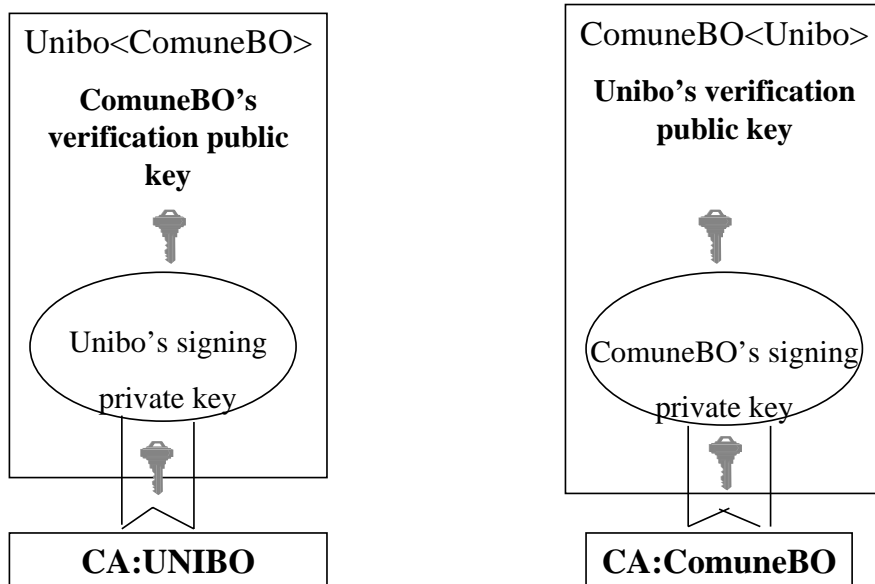 Unibo<ComuneBO>
ComuneBO's
verification public
key
Unibo's signing
private key
CA:UNIBO
ComuneBO<Unibo>
Unibo's verification
public key
ComuneBO's signing
private key
CA:ComuneBO